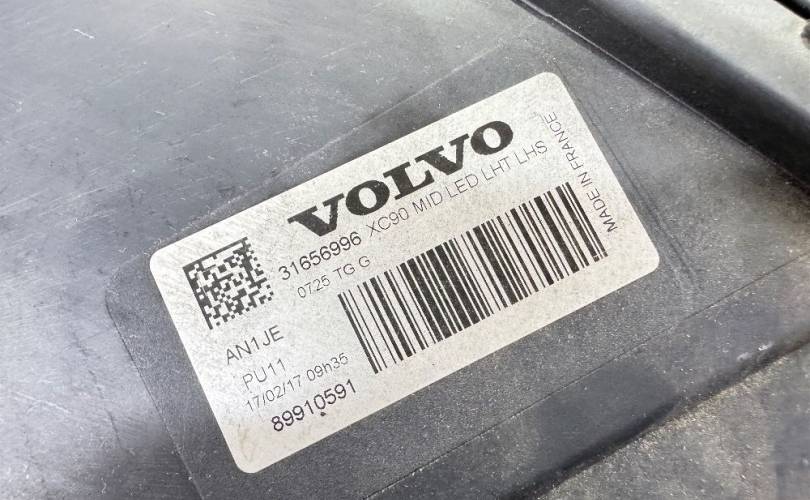 VOLVO
31656996 XC90 MID LED LHT LHS
0725 TG G
MADE IN FRANCE
AN1JE
PU11
17/02/17 09h35
89910591